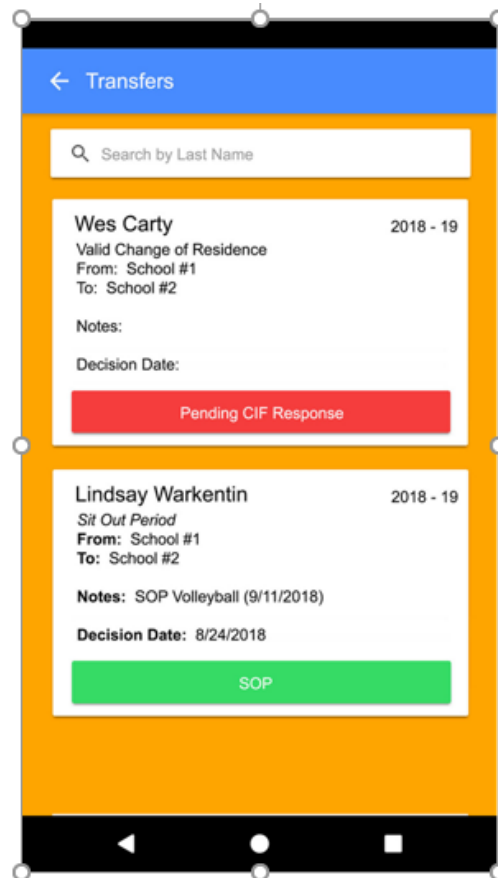 Transfers
Search by Last Name
Wes Carty 2018 - 19
Valid Change of Residence
From: School #1
To: School #2
Notes:
Decision Date:
Pending CIF Response
Lindsay Warkentin 2018 - 19
Sit Out Period
From: School #1
To: School #2
Notes: SOP Volleyball (9/11/2018)
Decision Date: 8/24/2018
SOP